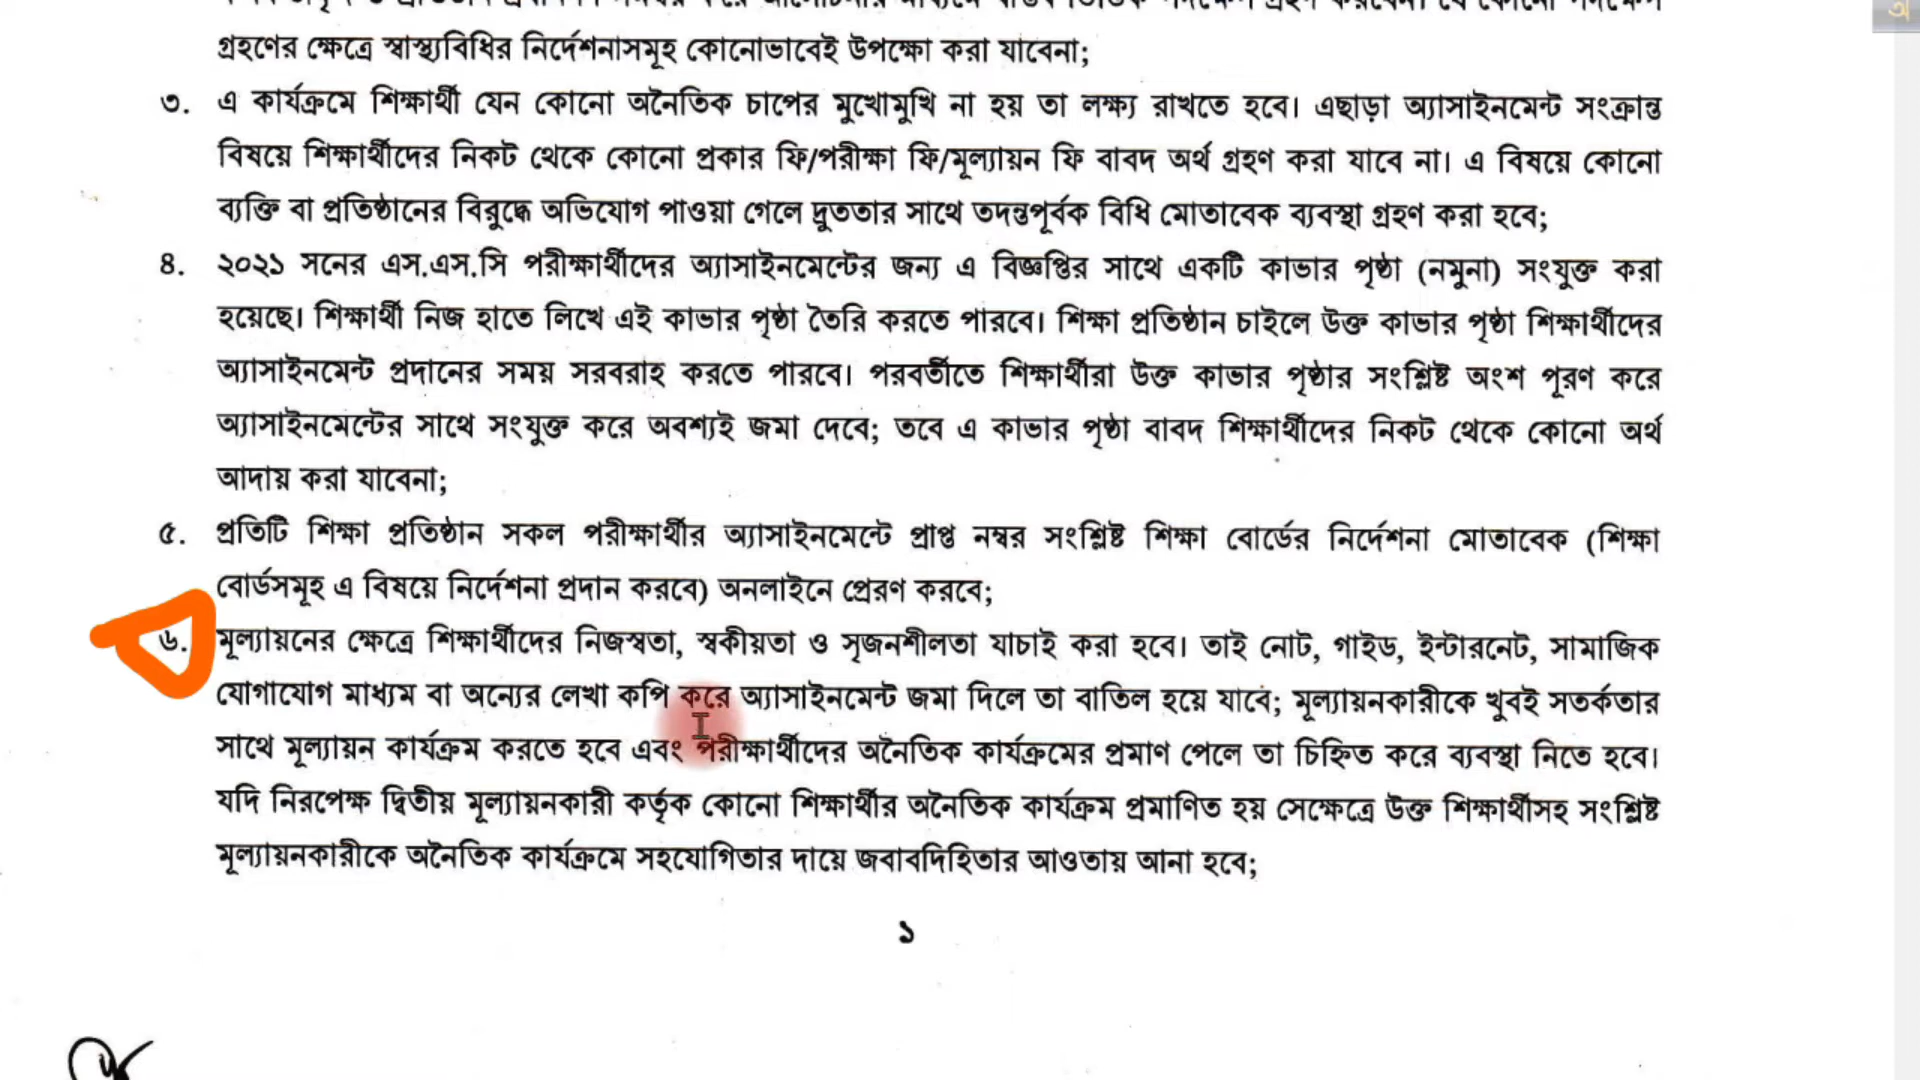 গ্রহণের ক্ষেত্রে স্বাস্থ্যবিধির নির্দেশনাসমূহ কোনোভাবেই উপক্ষো করা যাবেনা;
৩. এ কার্যক্রমে শিক্ষার্থী যেন কোনো অনৈতিক চাপের মুখোমুখি না হয় তা লক্ষ্য রাখতে হবে। এছাড়া অ্যাসাইনমেন্ট সংক্রান্ত
বিষয়ে শিক্ষার্থীদের নিকট থেকে কোনো প্রকার ফি/পরীক্ষা ফি/মূল্যায়ন ফি বাবদ অর্থ গ্রহণ করা যাবে না। এ বিষয়ে কোনো
ব্যক্তি বা প্রতিষ্ঠানের বিরুদ্ধে অভিযোগ পাওয়া গেলে দ্রুততার সাথে তদন্তপূর্বক বিধি মোতাবেক ব্যবস্থা গ্রহণ করা হবে;
৪. ২০২১ সনের এস.এস.সি পরীক্ষার্থীদের অ্যাসাইনমেন্টের জন্য এ বিজ্ঞপ্তির সাথে একটি কাভার পৃষ্ঠা (নমুনা) সংযুক্ত করা
হয়েছে। শিক্ষার্থী নিজ হাতে লিখে এই কাভার পৃষ্ঠা তৈরি করতে পারবে। শিক্ষা প্রতিষ্ঠান চাইলে উক্ত কাভার পৃষ্ঠা শিক্ষার্থীদের
অ্যাসাইনমেন্ট প্রদানের সময় সরবরাহ করতে পারবে। পরবর্তীতে শিক্ষার্থীরা উক্ত কাভার পৃষ্ঠার সংশ্লিষ্ট অংশ পূরণ করে
অ্যাসাইনমেন্টের সাথে সংযুক্ত করে অবশ্যই জমা দেবে; তবে এ কাভার পৃষ্ঠা বাবদ শিক্ষার্থীদের নিকট থেকে কোনো অর্থ
আদায় করা যাবেনা;
৫. প্রতিটি শিক্ষা প্রতিষ্ঠান সকল পরীক্ষার্থীর অ্যাসাইনমেন্টে প্রাপ্ত নম্বর সংশ্লিষ্ট শিক্ষা বোর্ডের নির্দেশনা মোতাবেক (শিক্ষা
বোর্ডসমূহ এ বিষয়ে নির্দেশনা প্রদান করবে) অনলাইনে প্রেরণ করবে;
৬. মূল্যায়নের ক্ষেত্রে শিক্ষার্থীদের নিজস্বতা, স্বকীয়তা ও সৃজনশীলতা যাচাই করা হবে। তাই নোট, গাইড, ইন্টারনেট, সামাজিক
যোগাযোগ মাধ্যম বা অন্যের লেখা কপি করে অ্যাসাইনমেন্ট জমা দিলে তা বাতিল হয়ে যাবে; মূল্যায়নকারীকে খুবই সতর্কতার
সাথে মূল্যায়ন কার্যক্রম করতে হবে এবং পরীক্ষার্থীদের অনৈতিক কার্যক্রমের প্রমাণ পেলে তা চিহ্নিত করে ব্যবস্থা নিতে হবে।
যদি নিরপেক্ষ দ্বিতীয় মূল্যায়নকারী কর্তৃক কোনো শিক্ষার্থীর অনৈতিক কার্যক্রম প্রমাণিত হয় সেক্ষেত্রে উক্ত শিক্ষার্থীসহ সংশ্লিষ্ট
মূল্যায়নকারীকে অনৈতিক কার্যক্রমে সহযোগিতার দায়ে জবাবদিহিতার আওতায় আনা হবে;
১